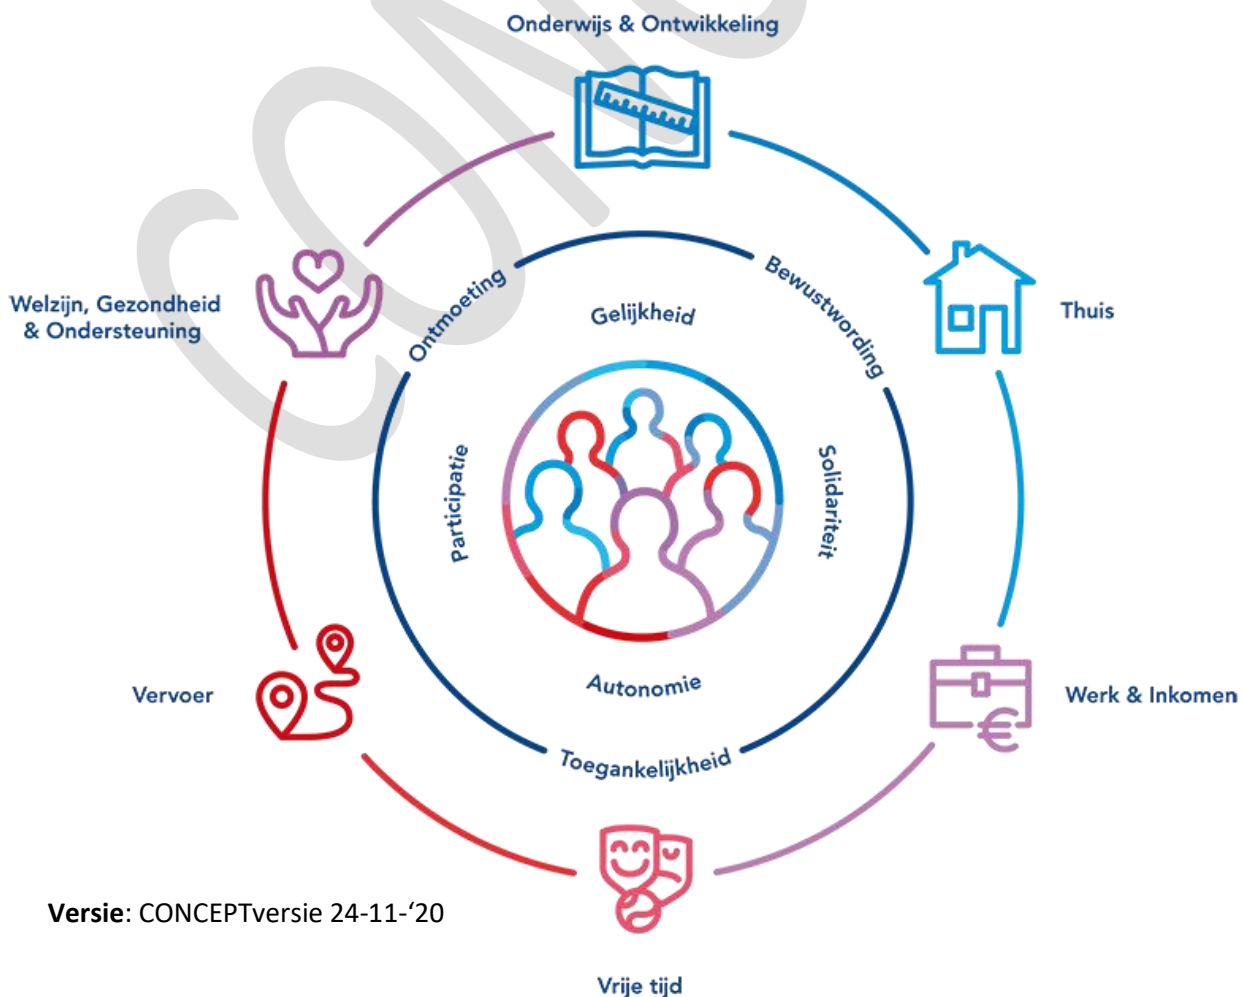 Onderwijs & Ontwikkeling
Welzijn, Gezondheid
& Ondersteuning
Thuis
Ontmoeting
Bewustwording
Gelijkheid
Participatie
Solidariteit
Autonomie
Toegankelijkheid
Vervoer
Werk & Inkomen
Versie: CONCEPTversie 24-11-‘20
Vrije tijd